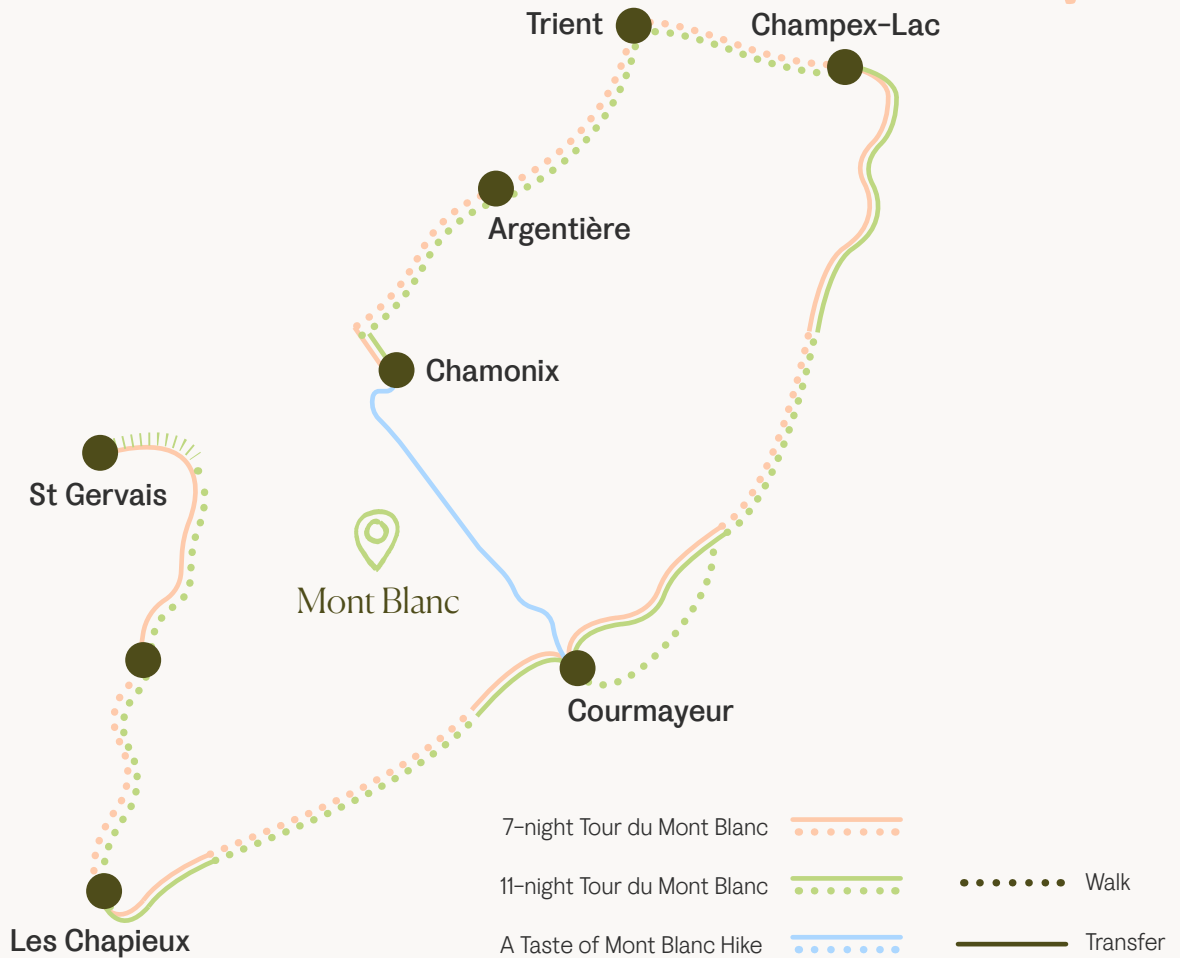 Trient
Champex-Lac
Argentière
Chamonix
St Gervais
Mont Blanc
Courmayeur
Les Chapieux
7-night Tour du Mont Blanc
11-night Tour du Mont Blanc
A Taste of Mont Blanc Hike
Walk
Transfer